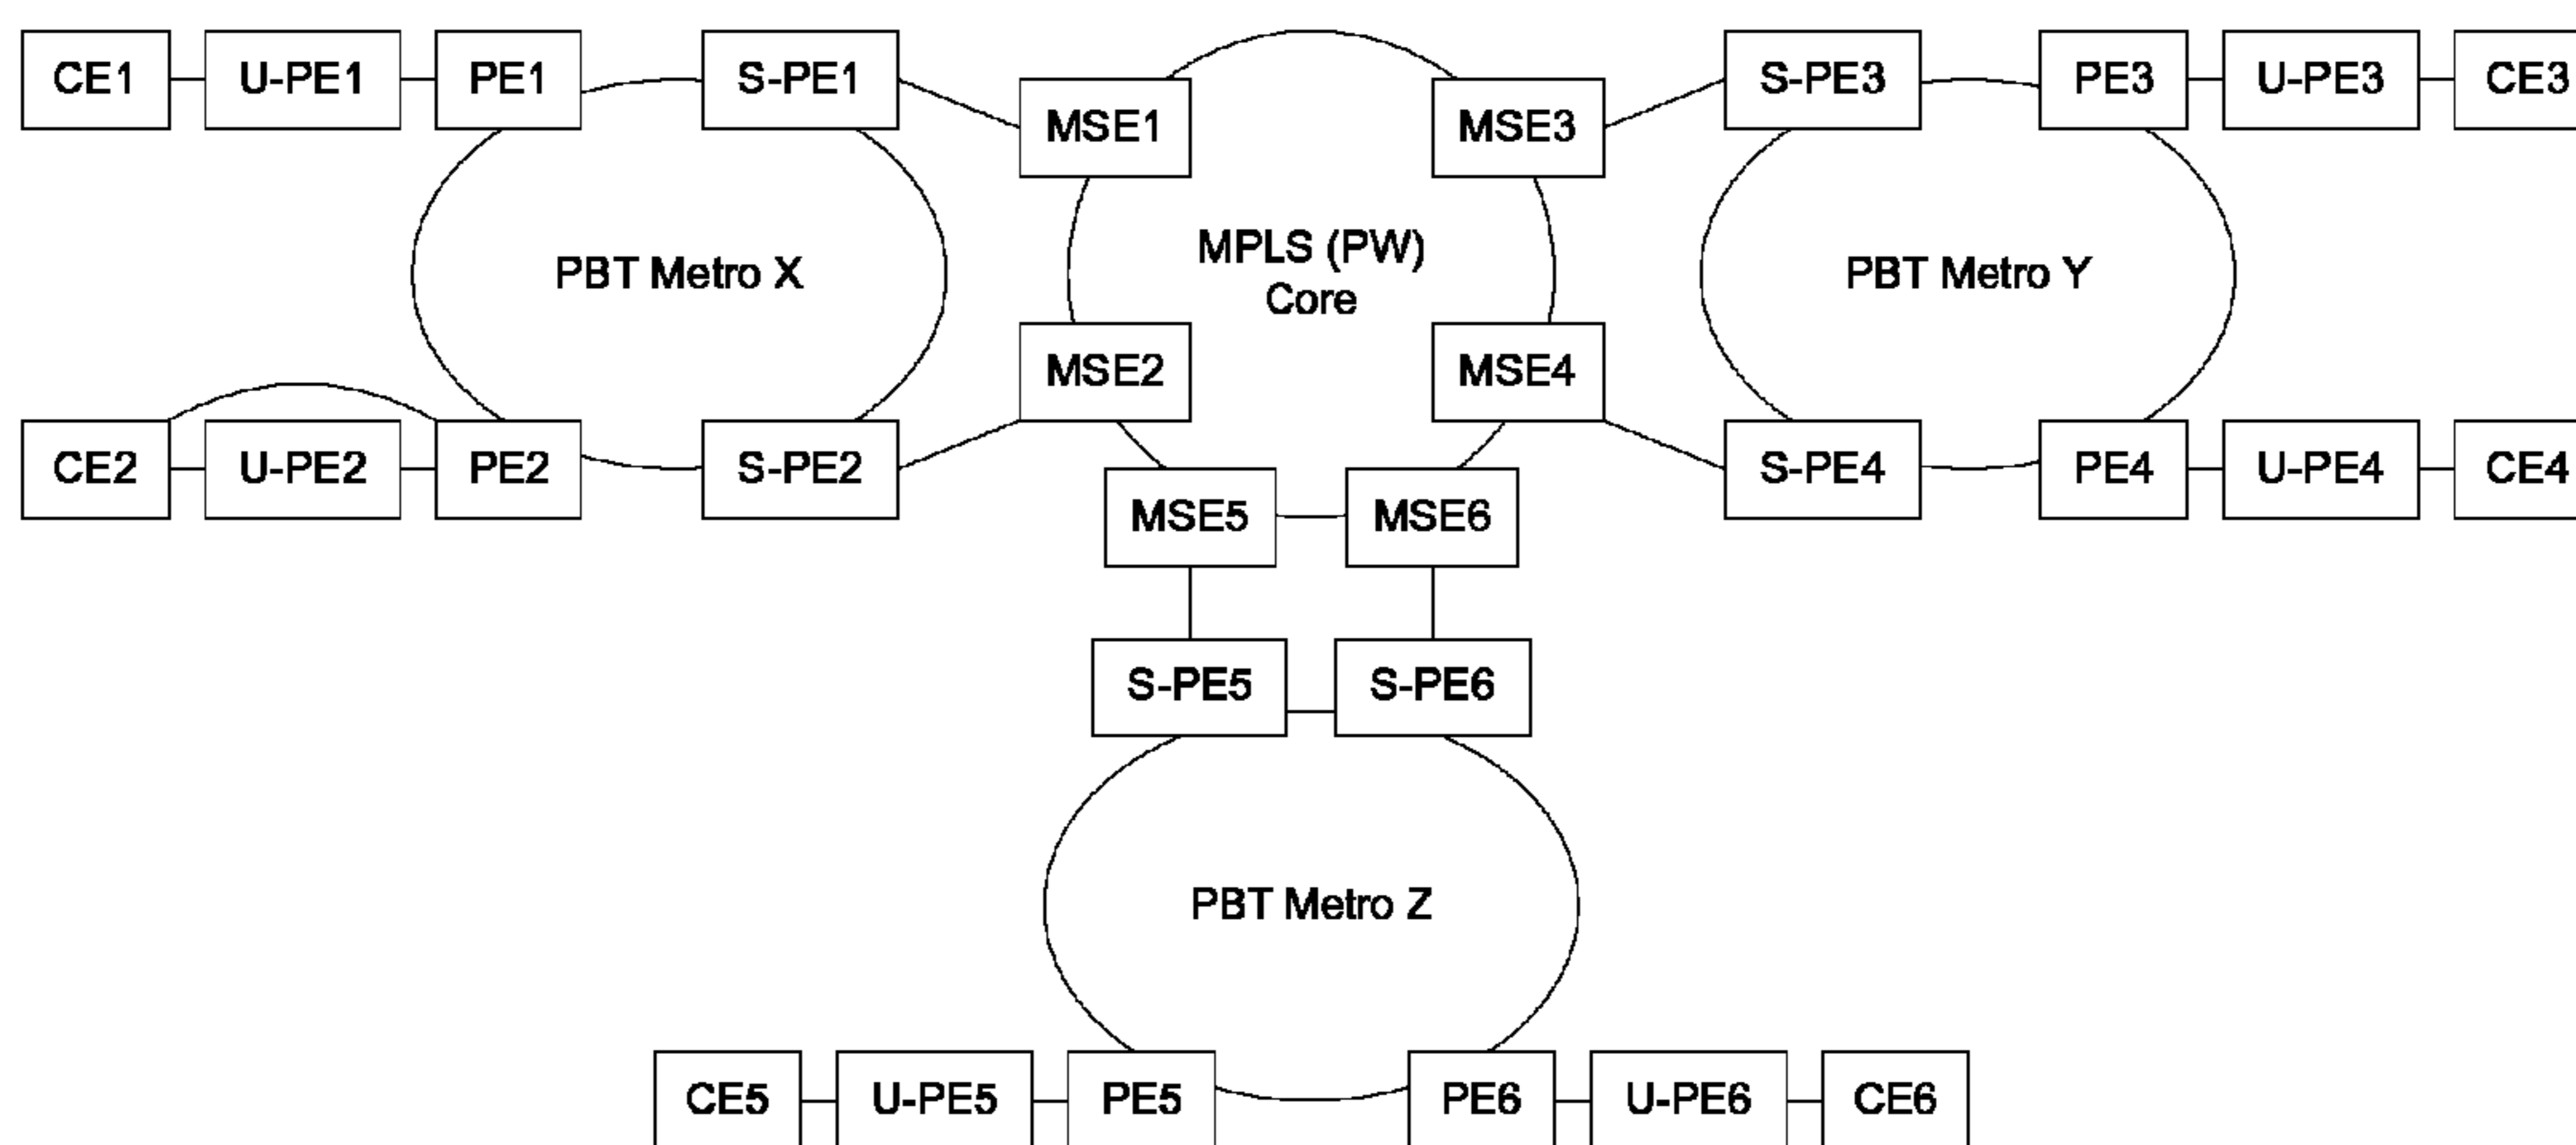 CE1
U-PE1
PE1
S-PE1
MSE1
MSE3
S-PE3
PE3
U-PE3
CE3
PBT Metro X
MPLS (PW)
Core
PBT Metro Y
MSE2
MSE4
CE2
U-PE2
PE2
S-PE2
S-PE4
PE4
U-PE4
CE4
MSE5
MSE6
S-PE5
S-PE6
PBT Metro Z
CE5
U-PE5
PE5
PE6
U-PE6
CE6